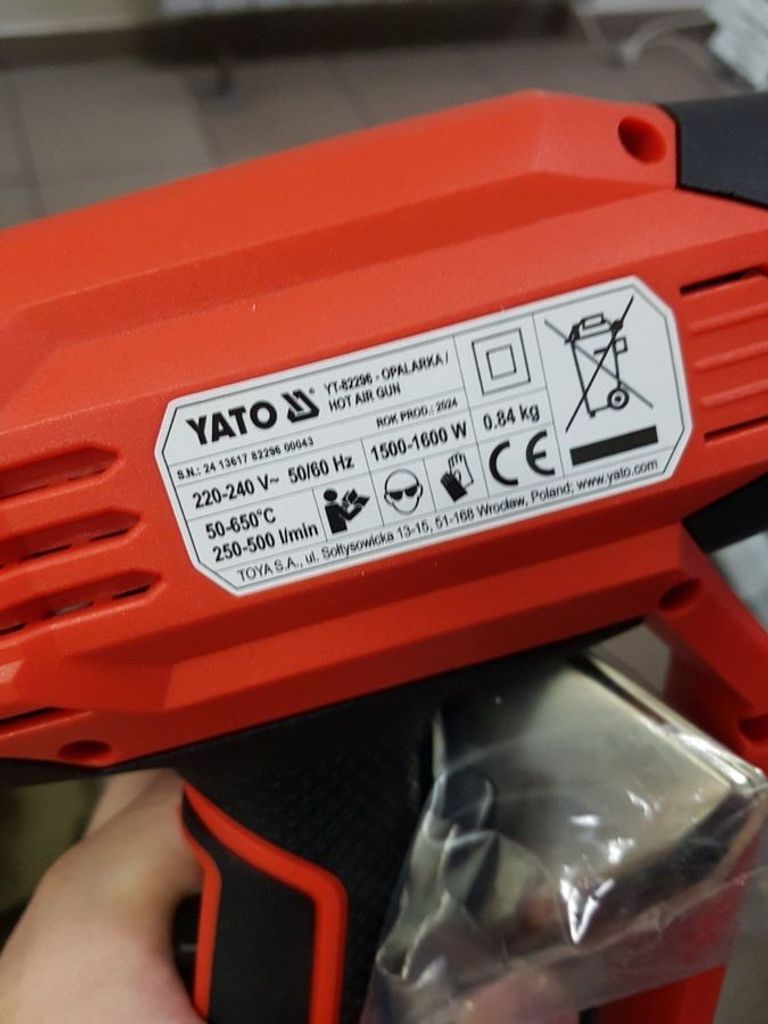 YATO
YT-82296 - OPALARKA /
HOT AIR GUN
S.N.: 24 13617 82296 00043
ROK PROD.: 2024
220-240 V~ 50/60 Hz
1500-1600 W
0.84 kg
50-650°C
250-500 l/min
CE
TOYA S.A., ul. Sołtysowicka 13-15, 51-168 Wrocław, Poland; www.yato.com